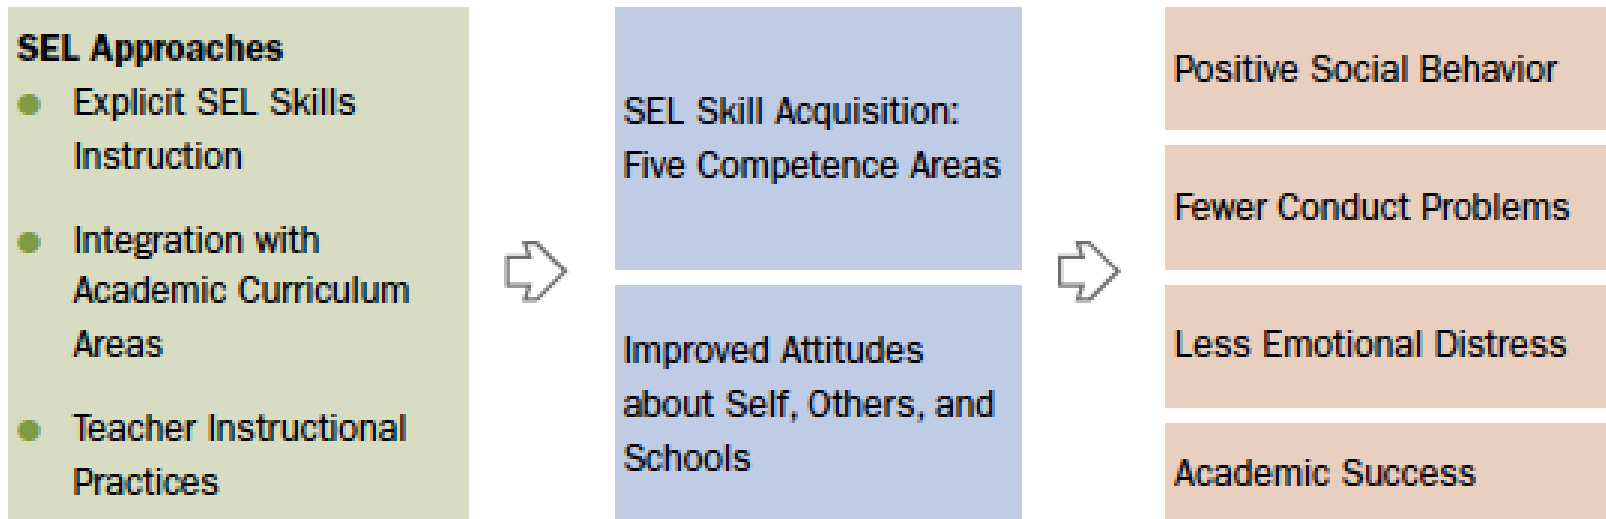 SEL Approaches
Explicit SEL Skills
Instruction
Integration with
Academic Curriculum
Areas
Teacher Instructional
Practices
SEL Skill Acquisition:
Five Competence Areas
Improved Attitudes
about Self, Others, and
Schools
Positive Social Behavior
Fewer Conduct Problems
Less Emotional Distress
Academic Success